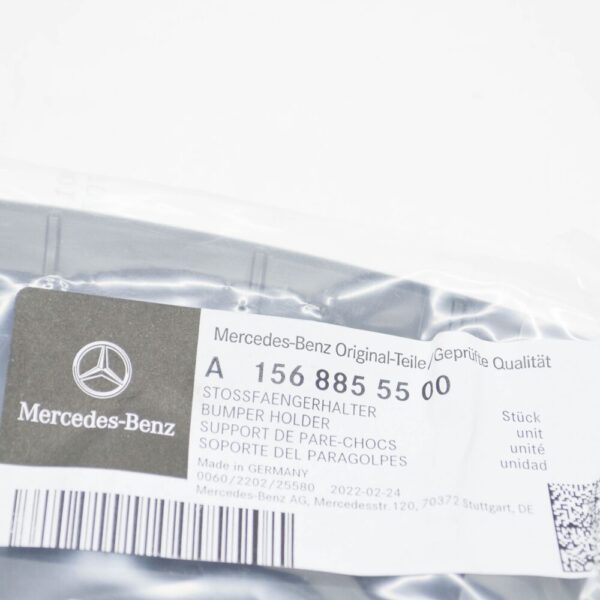 Mercedes-Benz Original-Teile/Geprüfte Qualität
A 156 885 55 00
STOSSFAENGERHALTER
BUMPER HOLDER
SUPPORT DE PARE-CHOCS
SOPORTE DEL PARAGOLPES
Stück
unit
unité
unidad
Made in GERMANY
0060/2202/25580 2022-02-24
Mercedes-Benz AG, Mercedesstr.120, 70372 Stuttgart, DE
Mercedes-Benz